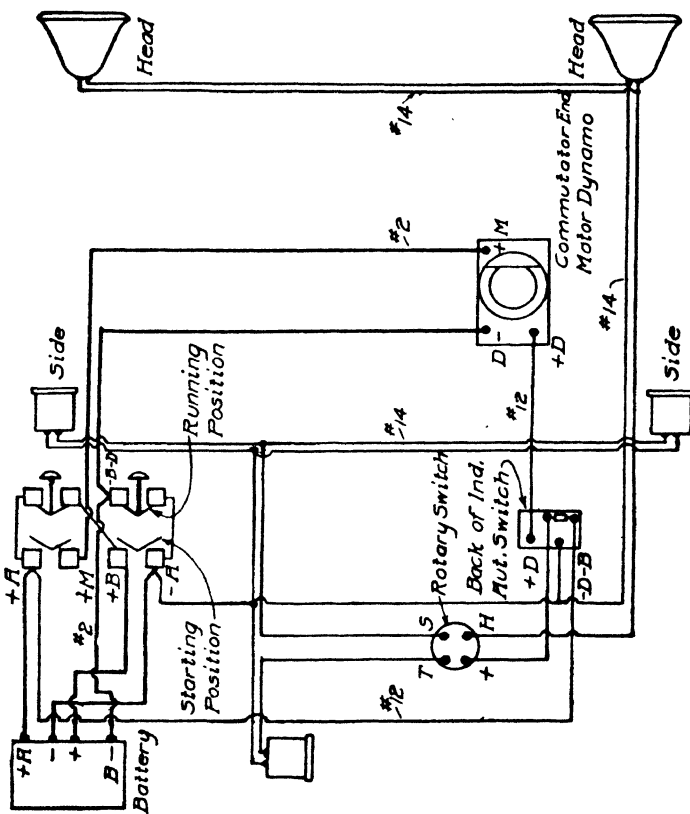 Head
Head
#14
Commutator End
Motor Dynamo
#2
+M
D-
+D
#14
Side
Side
Running
Position
#12
#14
-B-D
+A
+M
+B
-A
#2
Starting
Position
Rotary Switch
Back of Ind.
Aut. Switch
+D
-D-B
S
H
T
+
#12
+A
-
+
B-
Battery